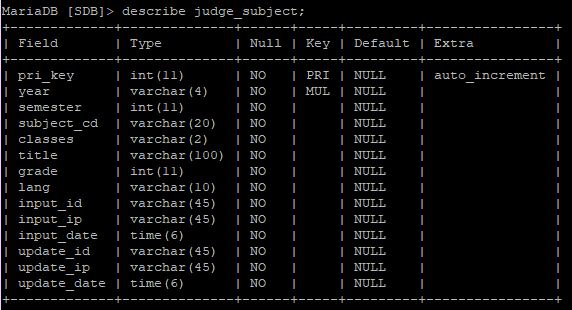 MariaDB [SDB]> describe judge_subject;
+-------------+--------------+------+-----+---------+----------------+
| Field       | Type         | Null | Key | Default | Extra          |
+-------------+--------------+------+-----+---------+----------------+
| pri_key     | int(11)      | NO   | PRI | NULL    | auto_increment |
| year        | varchar(4)   | NO   | MUL | NULL    |                |
| semester    | int(11)      | NO   |     | NULL    |                |
| subject_cd  | varchar(20)  | NO   |     | NULL    |                |
| classes     | varchar(2)   | NO   |     | NULL    |                |
| title       | varchar(100) | NO   |     | NULL    |                |
| grade       | int(11)      | NO   |     | NULL    |                |
| lang        | varchar(10)  | NO   |     | NULL    |                |
| input_id    | varchar(45)  | NO   |     | NULL    |                |
| input_ip    | varchar(45)  | NO   |     | NULL    |                |
| input_date  | time(6)      | NO   |     | NULL    |                |
| update_id   | varchar(45)  | NO   |     | NULL    |                |
| update_ip   | varchar(45)  | NO   |     | NULL    |                |
| update_date | time(6)      | NO   |     | NULL    |                |
+-------------+--------------+------+-----+---------+----------------+